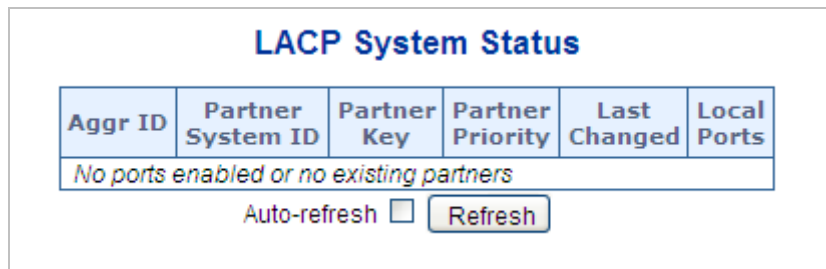 LACP System Status
Aggr ID Partner System ID Partner Key Partner Priority Last Changed Local Ports
No ports enabled or no existing partners
Auto-refresh Refresh